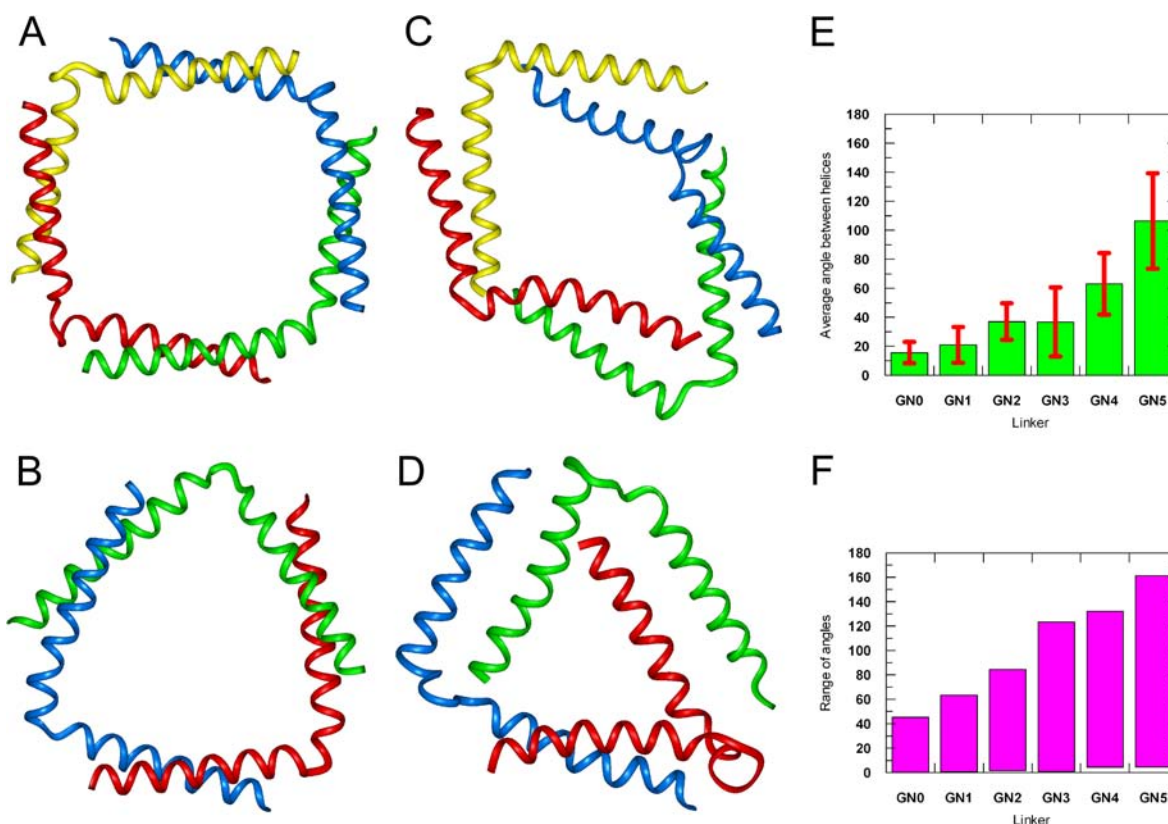 A
C
E
180
160
140
120
100
80
60
40
20
0
Average angle between helices
GN0 GN1 GN2 GN3 GN4 GN5
Linker
B
D
F
180
160
140
120
100
80
60
40
20
0
Range of angles
GN0 GN1 GN2 GN3 GN4 GN5
Linker